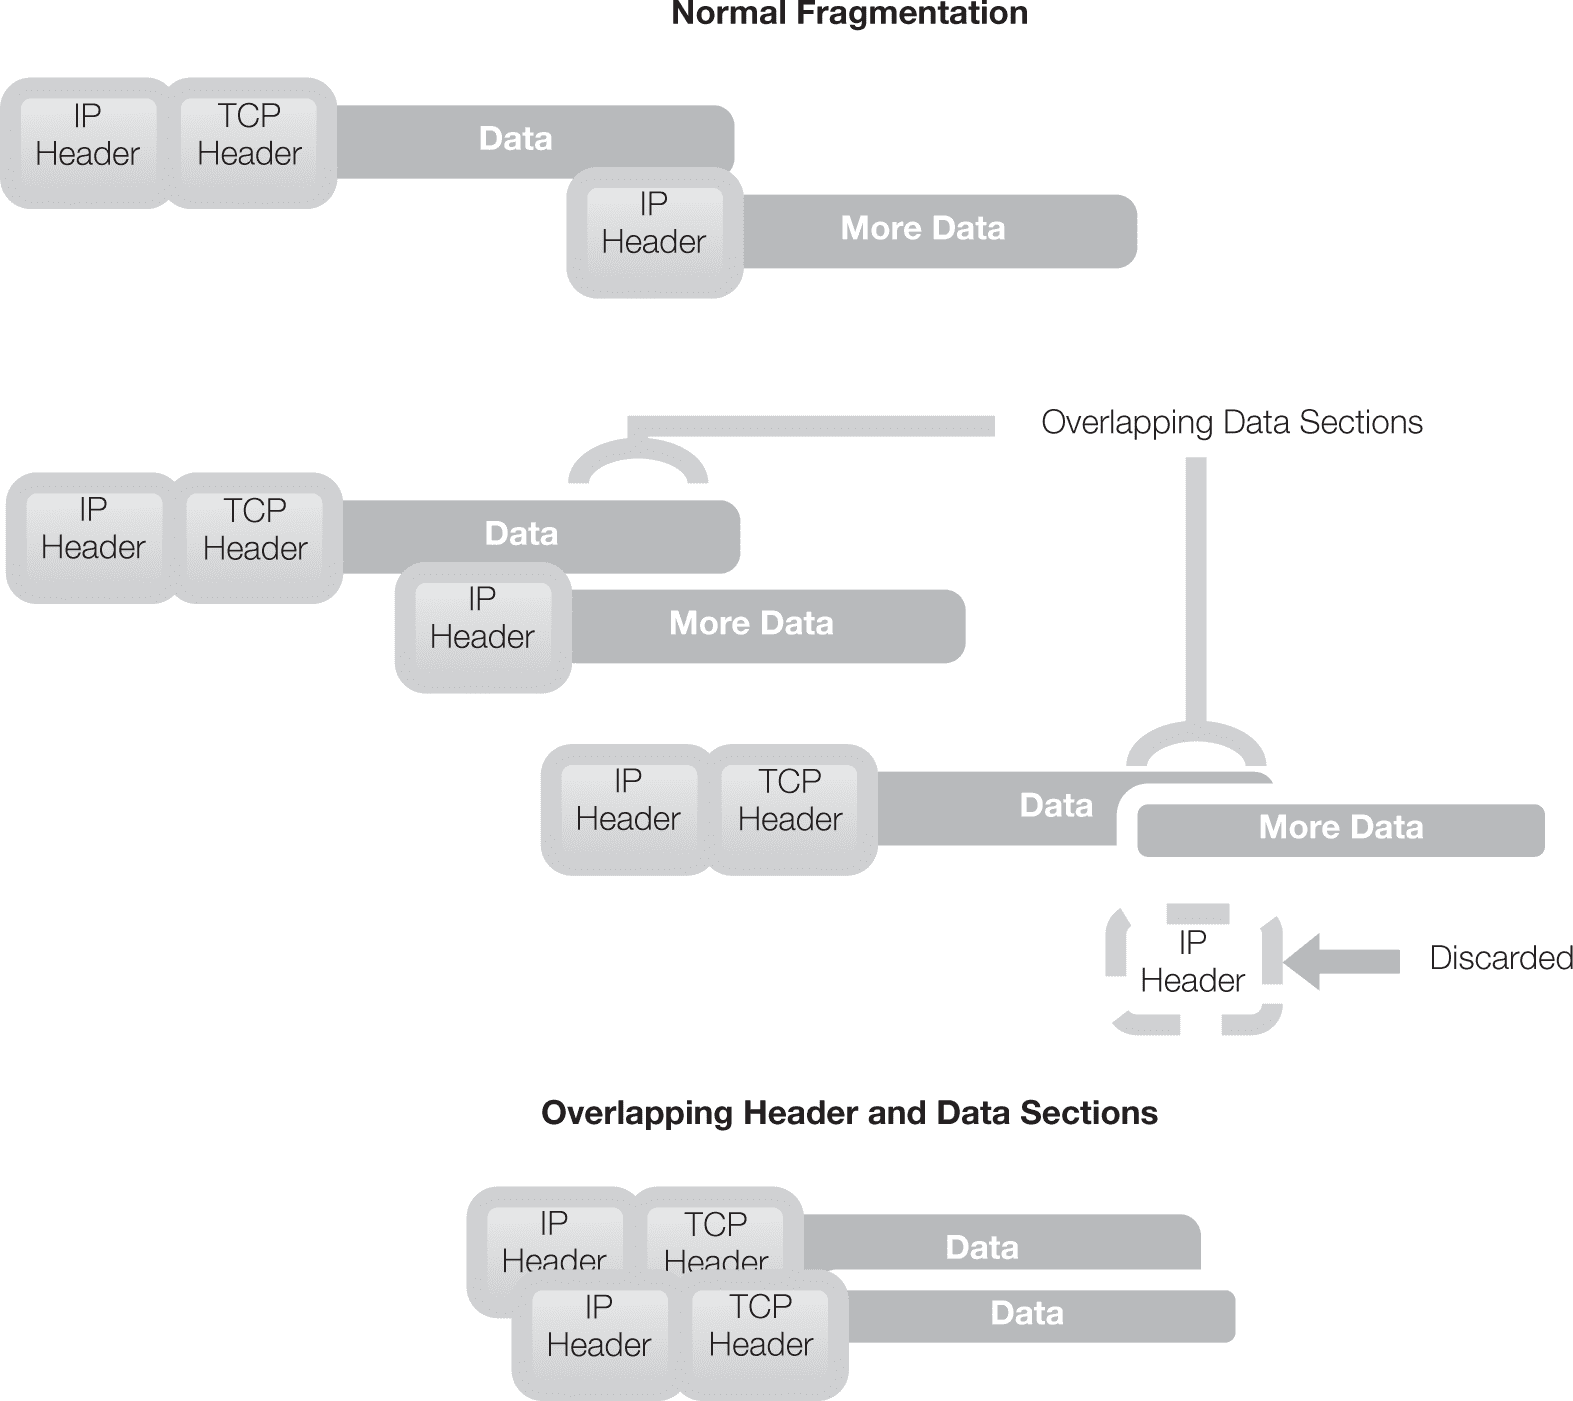 Normal Fragmentation
IP
Header
TCP
Header
Data
IP
Header
More Data
Overlapping Data Sections
IP
Header
TCP
Header
Data
IP
Header
More Data
IP
Header
TCP
Header
Data
More Data
IP
Header
Discarded
Overlapping Header and Data Sections
IP
Header
TCP
Header
Data
IP
Header
TCP
Header
Data